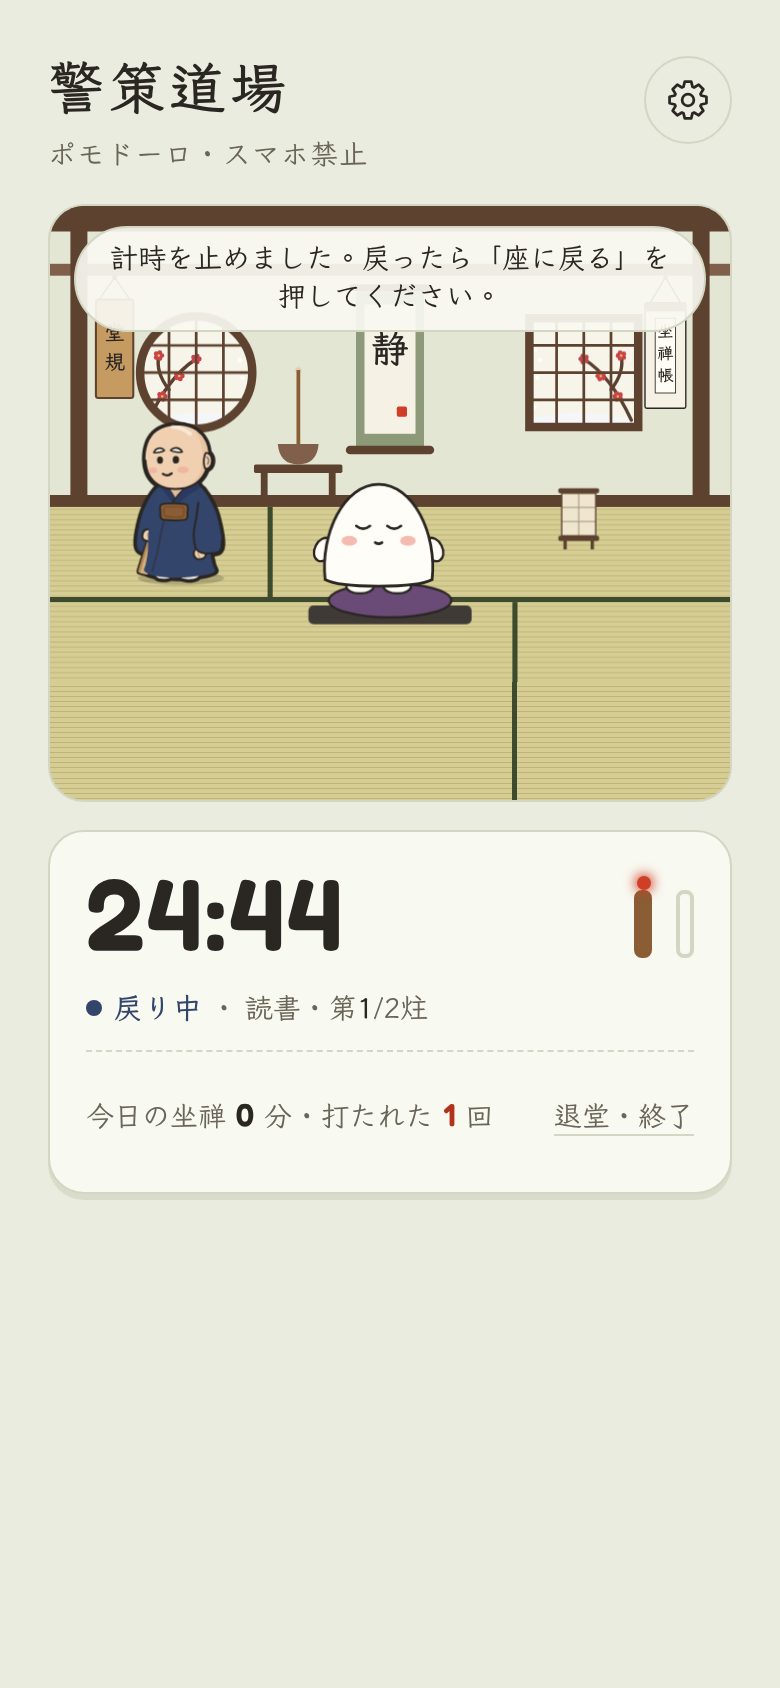 警策道場
ポモドーロ・スマホ禁止
計時を止めました。戻ったら「座に戻る」を
押してください。
堂規
静
坐禅帳
24:44
戻り中 ・ 読書・第1/2炷
今日の坐禅 0 分・打たれた 1 回
退堂・終了